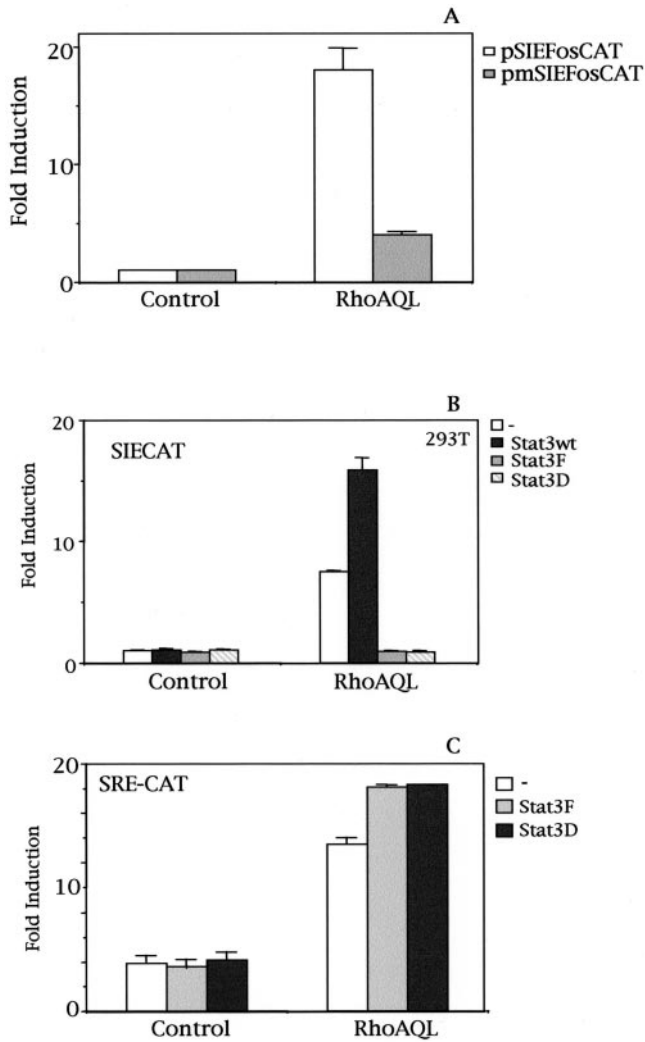 A
20
10
0
Fold Induction
Control
RhoAQL
pSIEFosCAT
pmSIEFosCAT
B
SIECAT
293T
20
10
0
Fold Induction
Control
RhoAQL
-
Stat3wt
Stat3F
Stat3D
C
SRE-CAT
20
10
0
Fold Induction
Control
RhoAQL
-
Stat3F
Stat3D